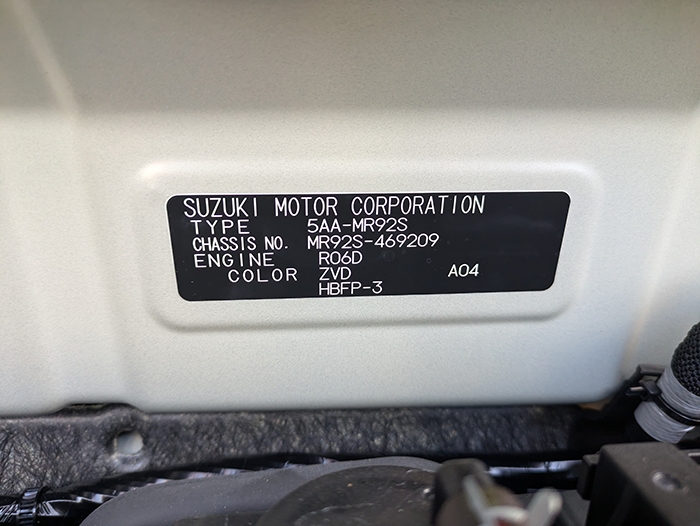 SUZUKI MOTOR CORPORATION
TYPE 5AA-MR92S
CHASSIS NO. MR92S-469209
ENGINE R06D
COLOR ZVD A04
HBFP-3